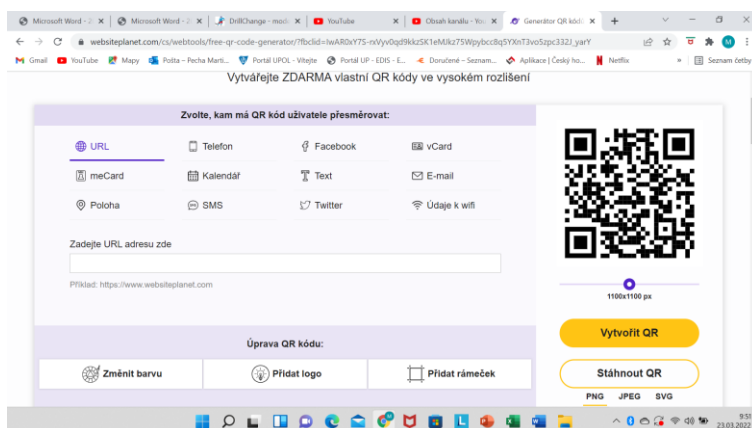 Microsoft Word - 2 Microsoft Word - 2 DrillChange - mode YouTube Obsah kanálu - You Generátor QR kódů
websiteplanet.com/cs/webtools/free-qr-code-generator/?fbclid=
Gmail YouTube Mapy Pošta – Pecha Marti... Portál UPOL - Vítejte Portál UP - EDIS - E... Doručené – Seznam... Aplikace | Český ho... Netflix » Seznam četby
Vytvářejte ZDARMA vlastní QR kódy ve vysokém rozlišení
Zvolte, kam má QR kód uživatele přesměrovat:
URL Telefon Facebook vCard
meCard Kalendář Text E-mail
Poloha SMS Twitter Údaje k wifi
Zadejte URL adresu zde
Příklad: https://www.websiteplanet.com
1100x1100 px
Vytvořit QR
Úprava QR kódu:
Změnit barvu Přidat logo Přidat rámeček
Stáhnout QR
PNG JPEG SVG
9:51
23.03.2022